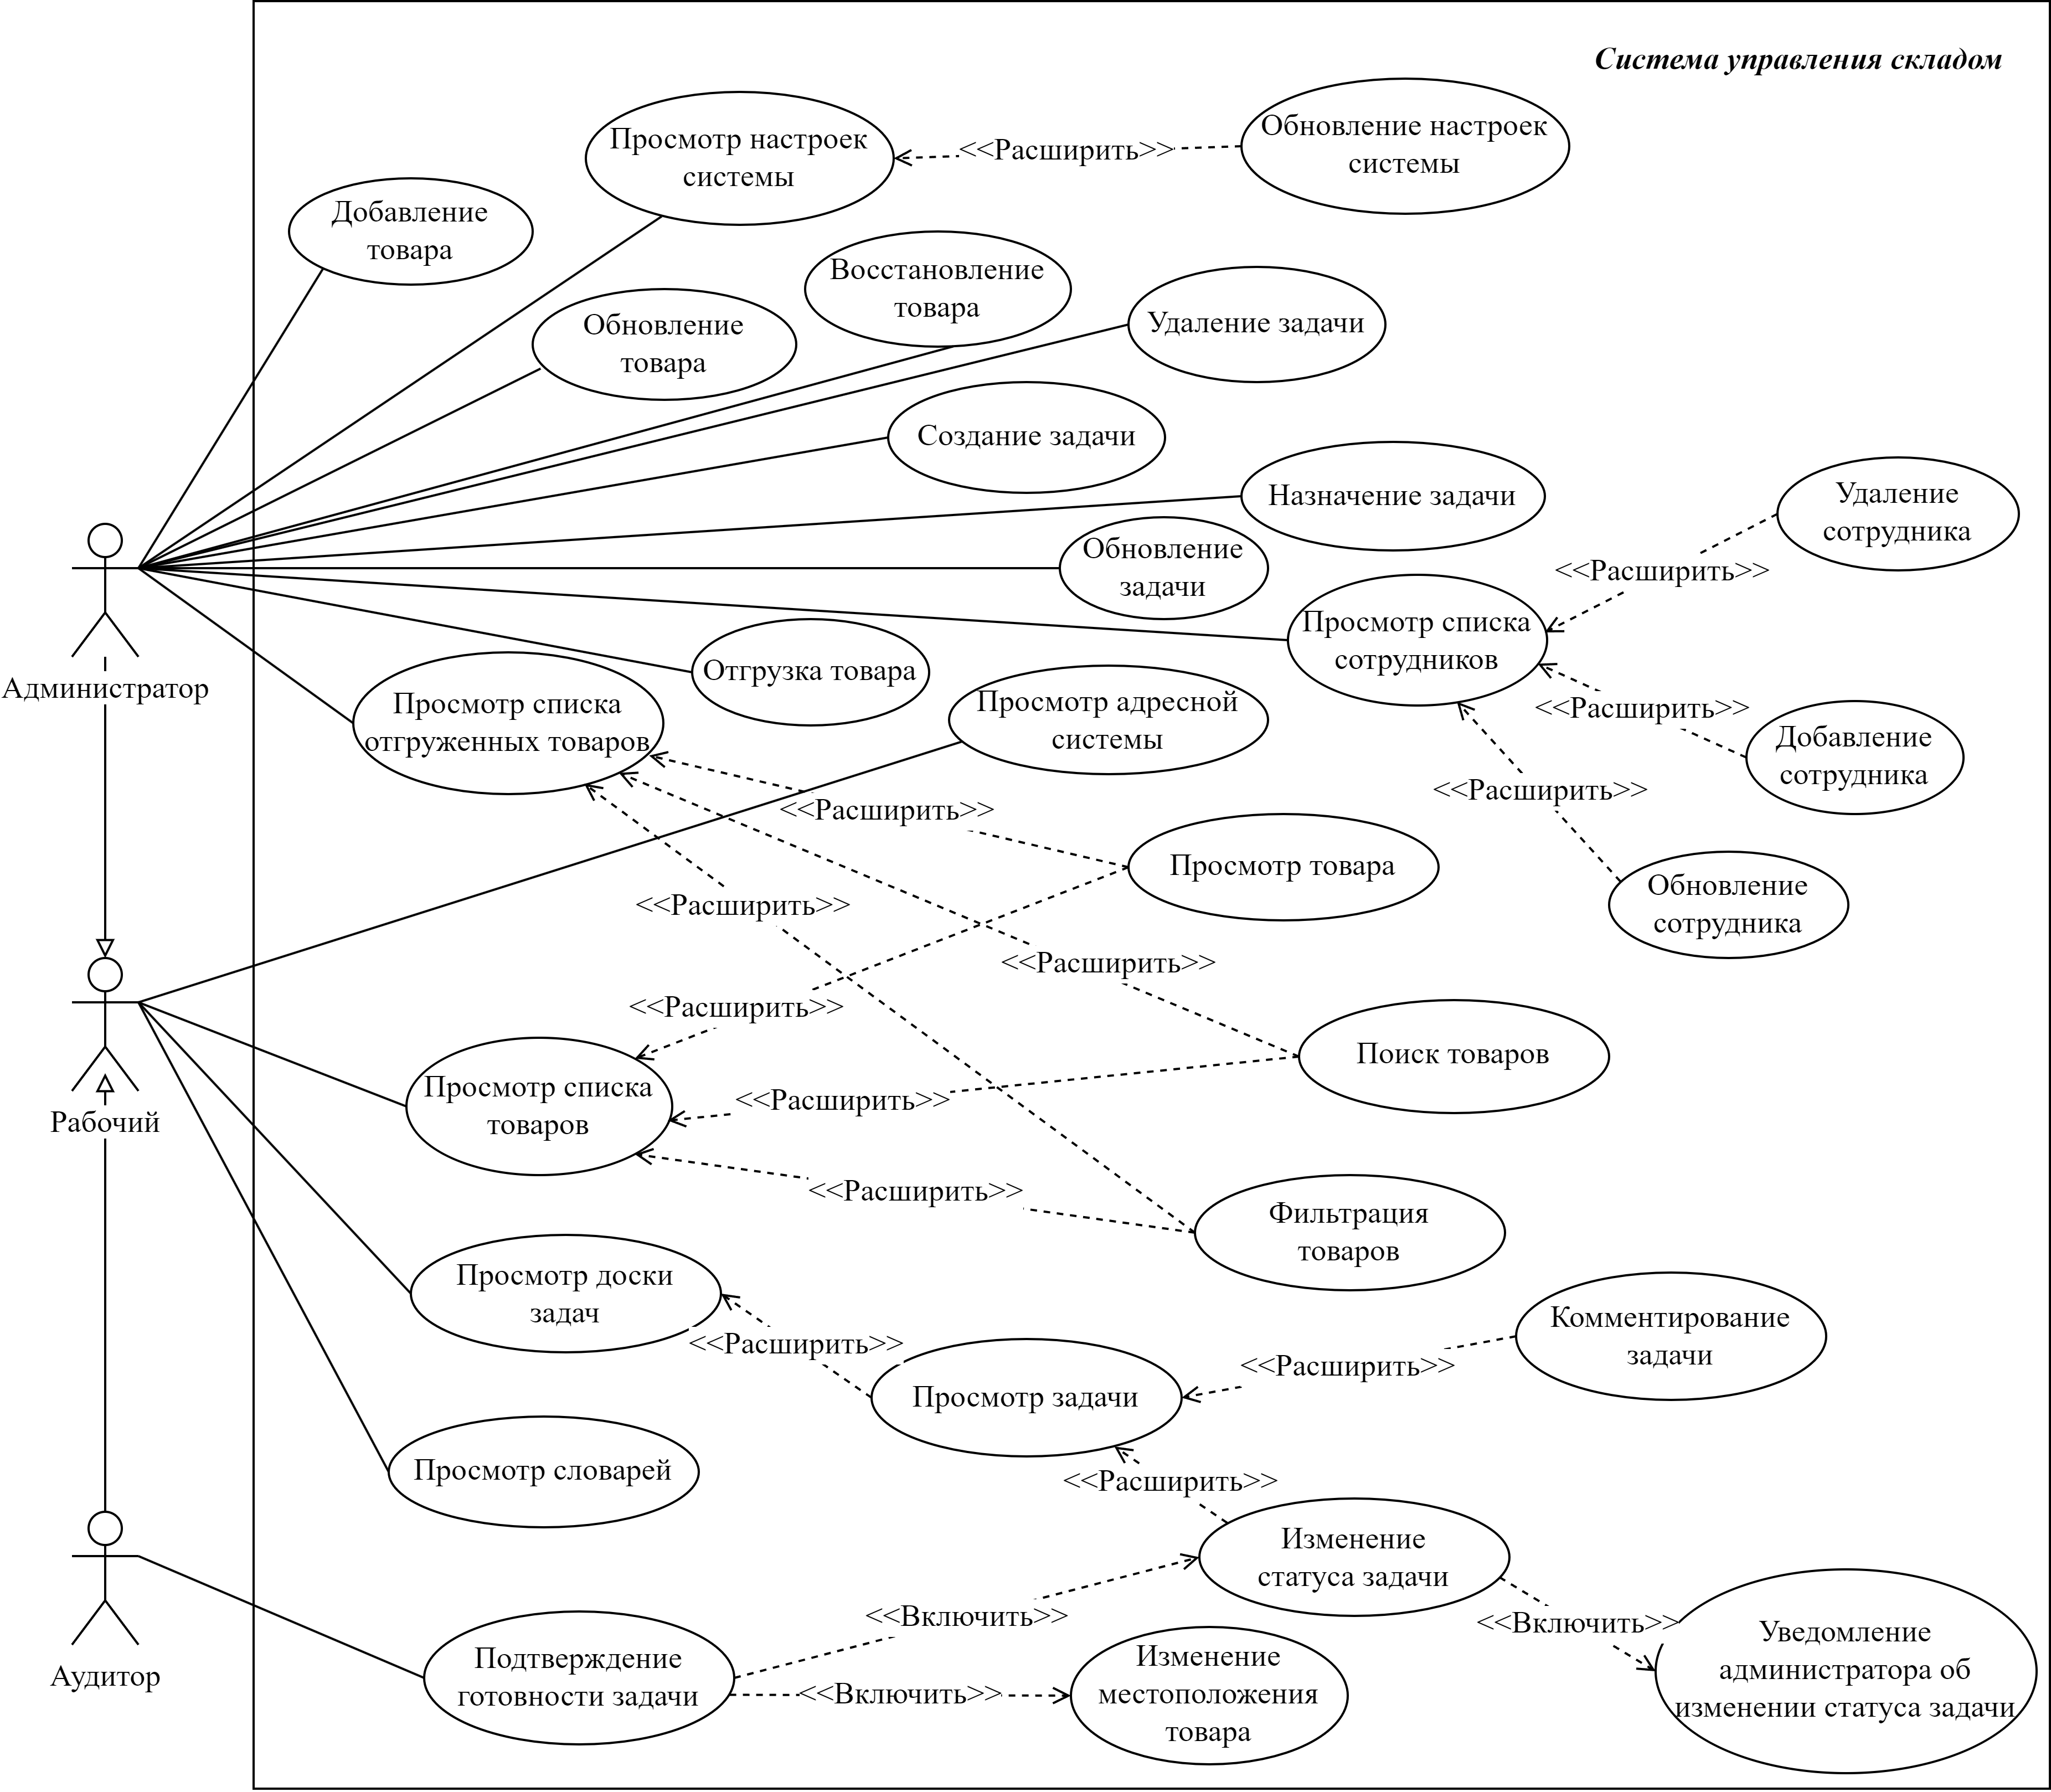 Система управления складом
Просмотр настроек
системы
<<Расширить>>
Обновление настроек
системы
Добавление
товара
Восстановление
товара
Обновление
товара
Удаление задачи
Создание задачи
Назначение задачи
Удаление
сотрудника
Обновление
задачи
<<Расширить>>
Просмотр списка
сотрудников
Администратор
Отгрузка товара
Просмотр списка
отгруженных товаров
Просмотр адресной
системы
<<Расширить>>
Добавление
сотрудника
<<Расширить>>
<<Расширить>>
Просмотр товара
Обновление
сотрудника
<<Расширить>>
<<Расширить>>
<<Расширить>>
Поиск товаров
Просмотр списка
товаров
<<Расширить>>
Рабочий
<<Расширить>>
Фильтрация
товаров
Просмотр доски
задач
<<Расширить>>
Комментирование
задачи
<<Расширить>>
Просмотр задачи
Просмотр словарей
<<Расширить>>
Изменение
статуса задачи
<<Включить>>
<<Включить>>
Уведомление
администратора об
изменении статуса задачи
Аудитор
Подтверждение
готовности задачи
<<Включить>>
Изменение
местоположения
товара